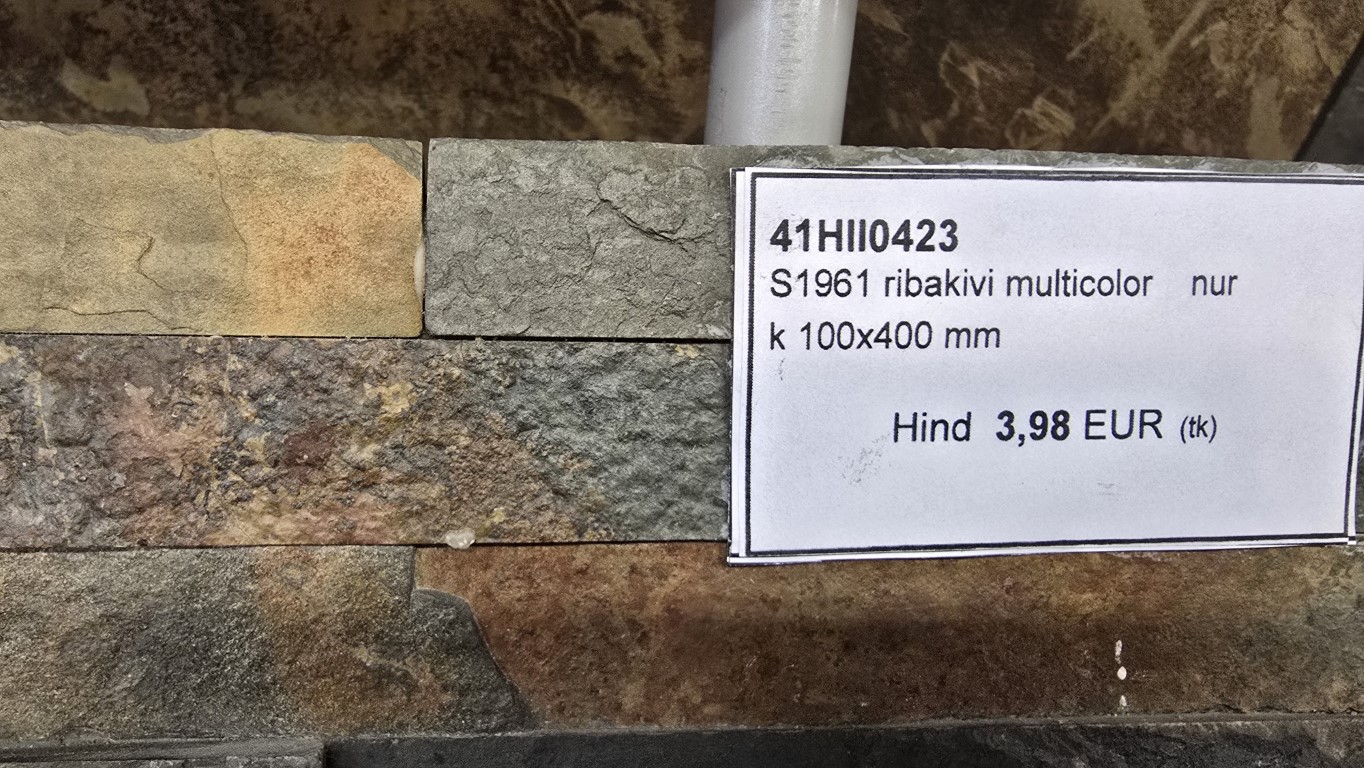 41HII0423
S1961 ribakivi multicolor nur
k 100x400 mm
Hind 3,98 EUR (tk)